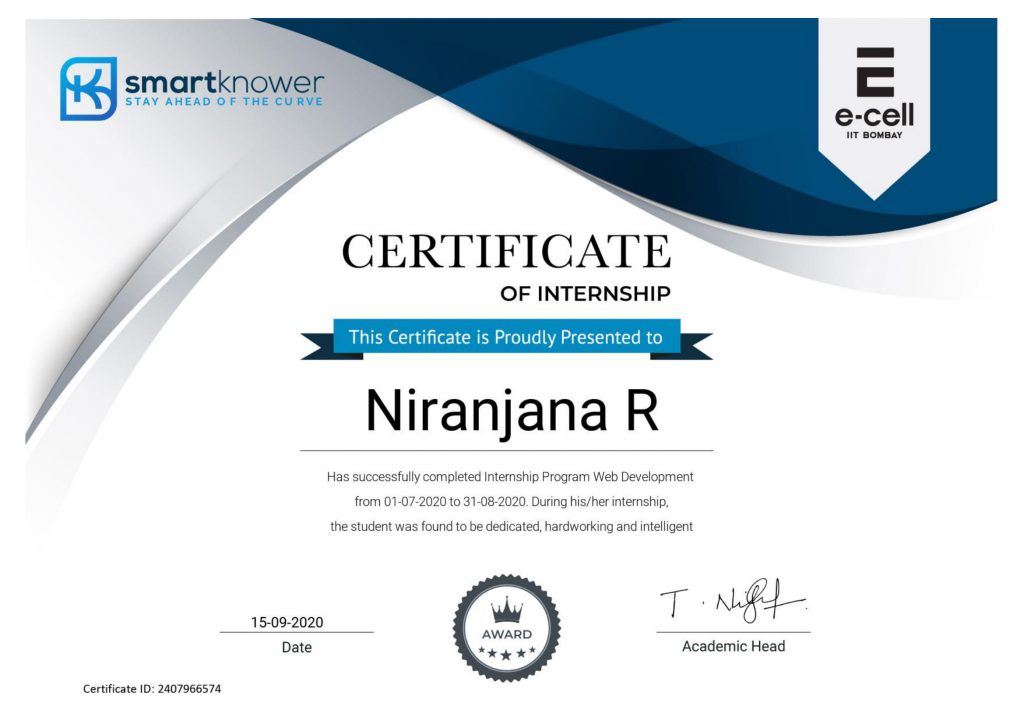 smartknower
STAY AHEAD OF THE CURVE
e-cell
IIT BOMBAY
CERTIFICATE
OF INTERNSHIP
This Certificate is Proudly Presented to
Niranjana R
Has successfully completed Internship Program Web Development
from 01-07-2020 to 31-08-2020. During his/her internship,
the student was found to be dedicated, hardworking and intelligent
15-09-2020
Date
AWARD
Academic Head
Certificate ID: 2407966574